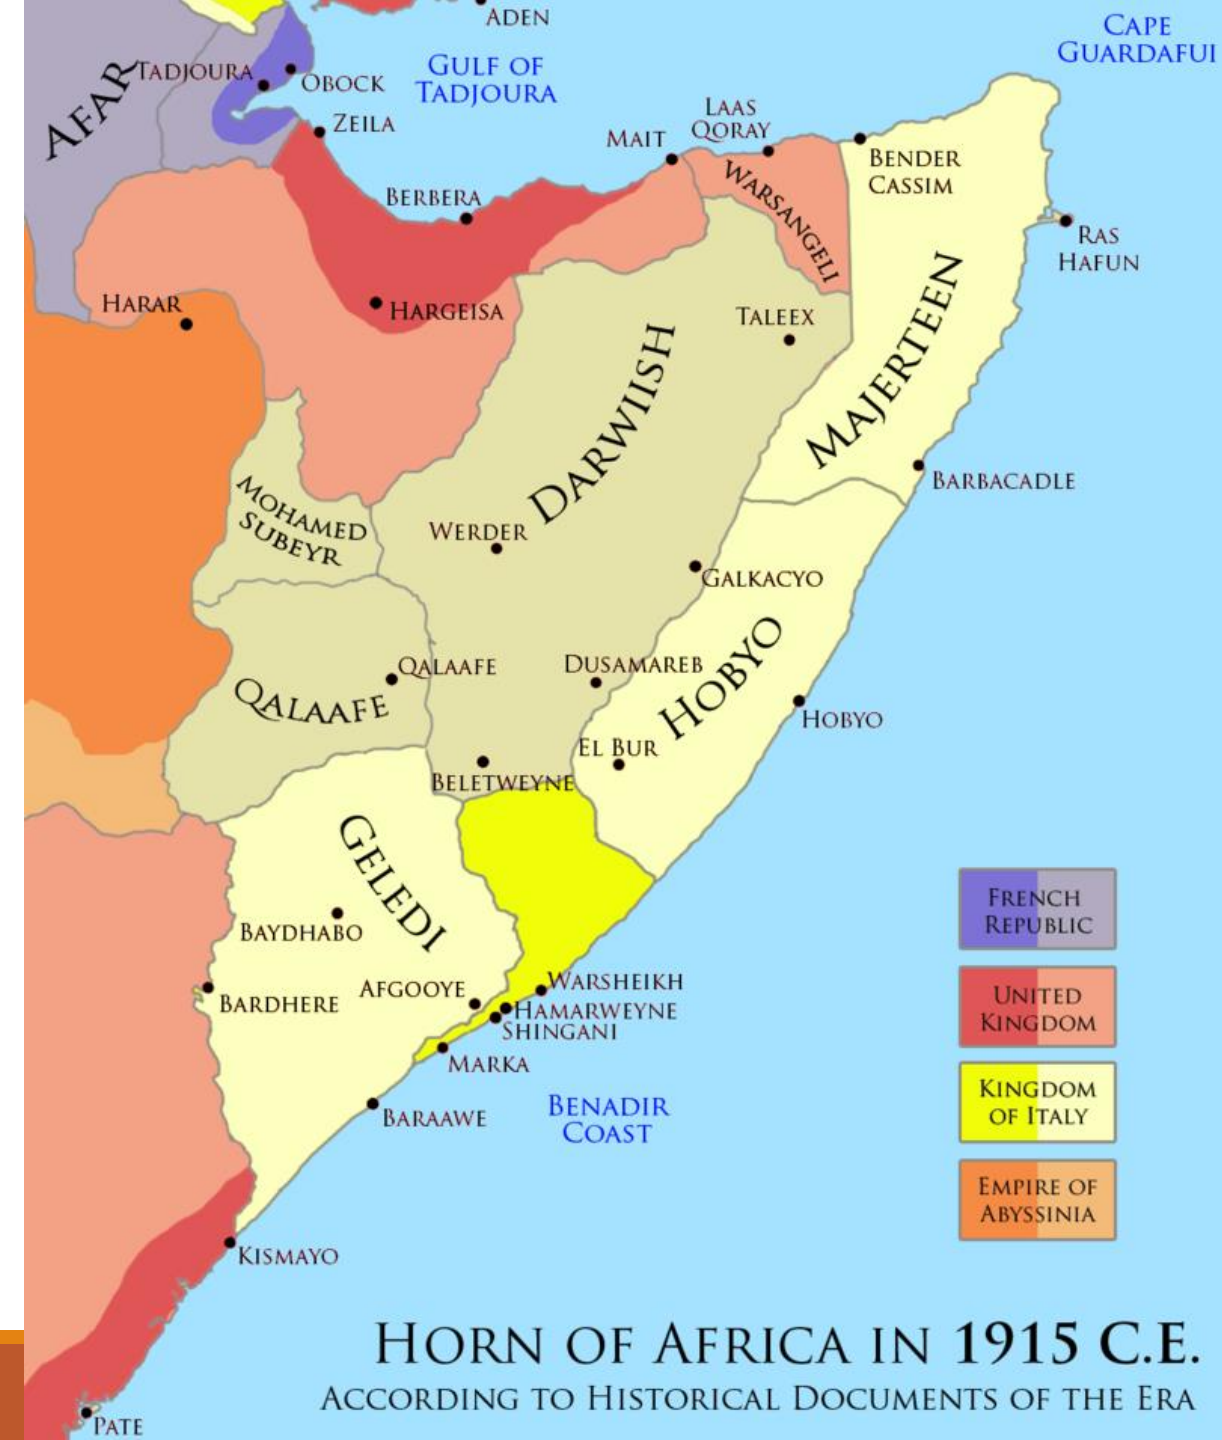 ADEN
CAPE
GUARDAFUI
GULF OF
TADJOURA
AFAR
TADJOURA
OBOCK
ZEILA
LAAS
QORAY
MAIT
BENDER
CASSIM
WARSANGELI
BERBERA
RAS
HAFUN
HARAR
HARGEISA
TALEEX
MAJERTEEN
DARWIISH
BARBACADLE
MOHAMED
SUBEYR
WERDER
GALKACYO
QALAAFE
QALAAFE
DUSAMAREB
HOBYO
HOBYO
EL BUR
BELETWEYNE
GELEDI
BAYDHABO
BARDHERE
AFGOOYE
WARSHEIKH
HAMARWEYNE
SHINGANI
MARKA
BARAAWE
BENADIR
COAST
KISMAYO
PATE
FRENCH
REPUBLIC
UNITED
KINGDOM
KINGDOM
OF ITALY
EMPIRE OF
ABYSSINIA
HORN OF AFRICA IN 1915 C.E.
ACCORDING TO HISTORICAL DOCUMENTS OF THE ERA